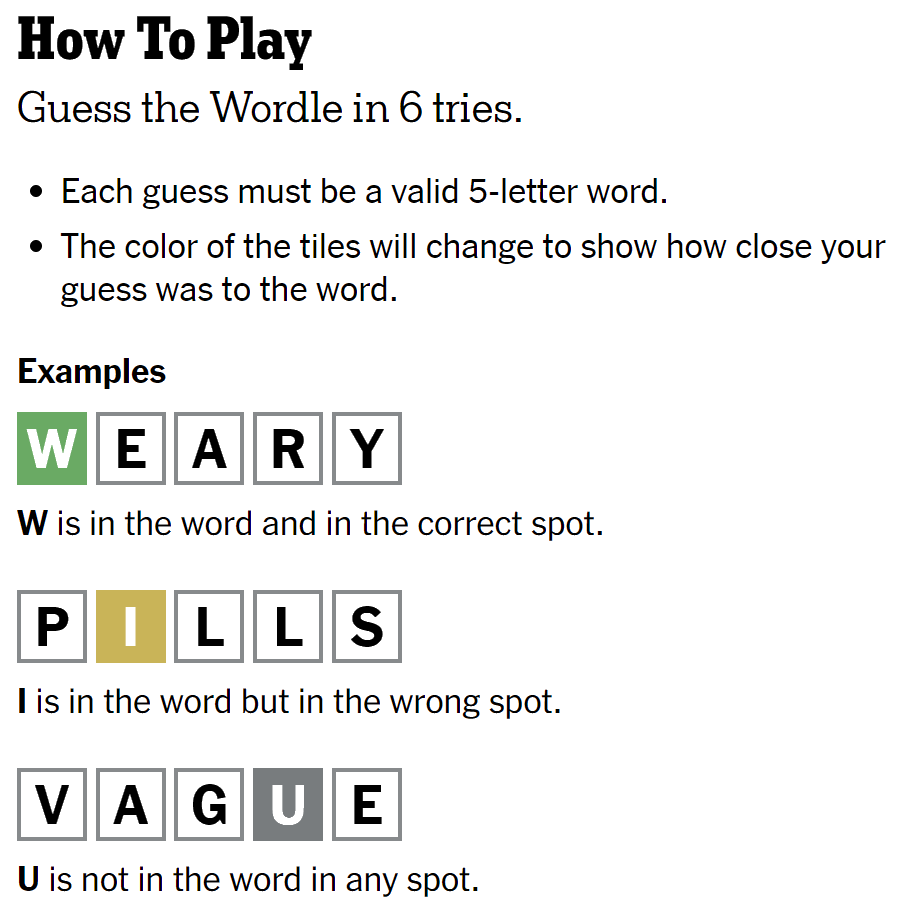 How To Play
Guess the Wordle in 6 tries.
• Each guess must be a valid 5-letter word.
• The color of the tiles will change to show how close your
guess was to the word.
Examples
W E A R Y
W is in the word and in the correct spot.
P I L L S
I is in the word but in the wrong spot.
V A G U E
U is not in the word in any spot.